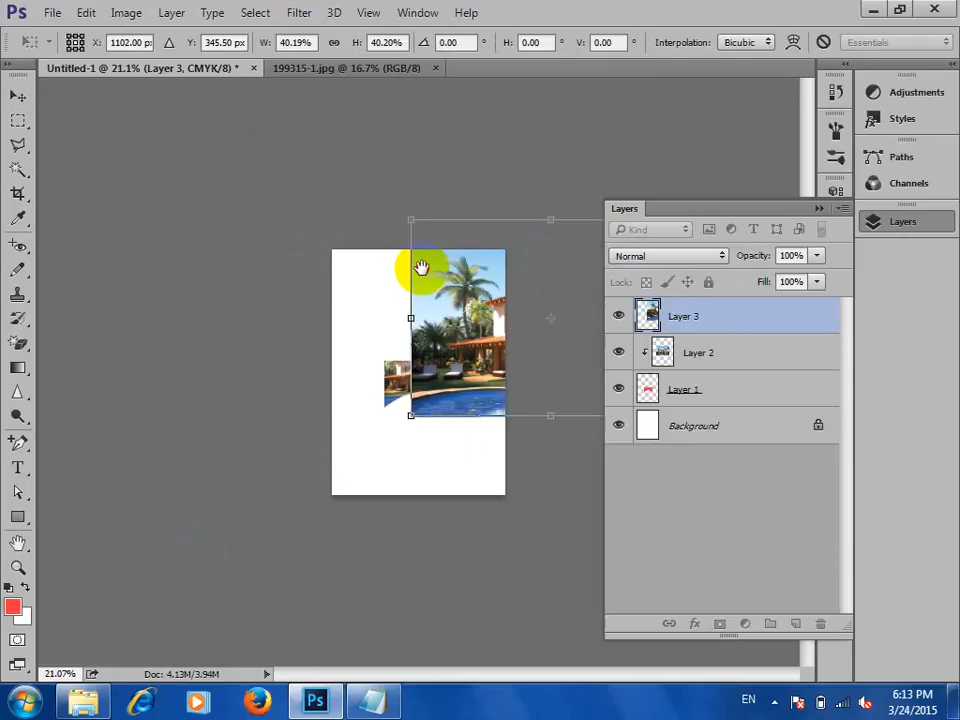 Ps File Edit Image Layer Type Select Filter 3D View Window Help
X: 1102.00 px Y: 345.50 px W: 40.19% H: 40.20% 0.00 ° H: 0.00 ° V: 0.00 ° Interpolation: Bicubic Essentials
Untitled-1 @ 21.1% (Layer 3, CMYK/8) * × 199315-1.jpg @ 16.7% (RGB/8) ×
Adjustments
Styles
Paths
Channels
Layers
Layers
Kind
Normal Opacity: 100%
Lock: Fill: 100%
Layer 3
Layer 2
Layer 1
Background
fx
21.07% Doc: 4.13M/3.94M
Ps EN 6:13 PM
3/24/2015